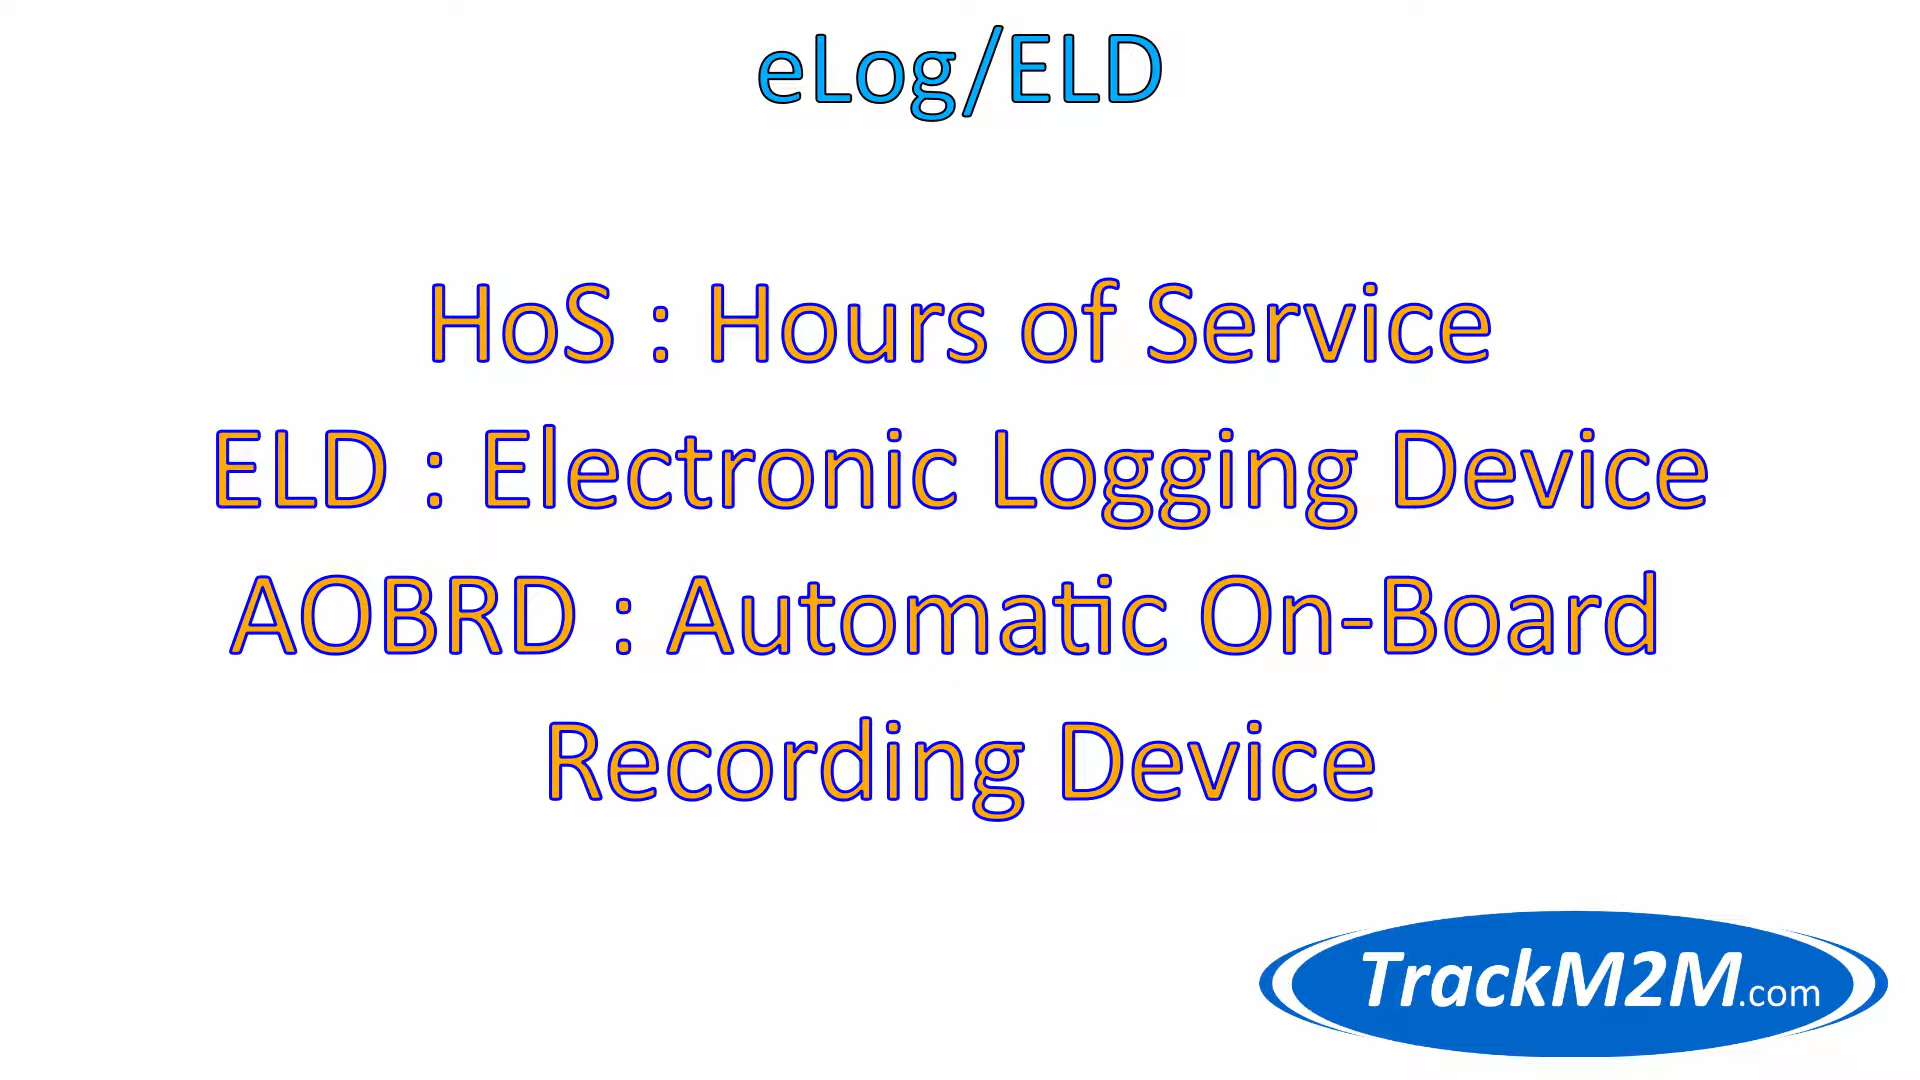 eLog/ELD
HoS : Hours of Service
ELD : Electronic Logging Device
AOBRD : Automatic On-Board
Recording Device
TrackM2M.com